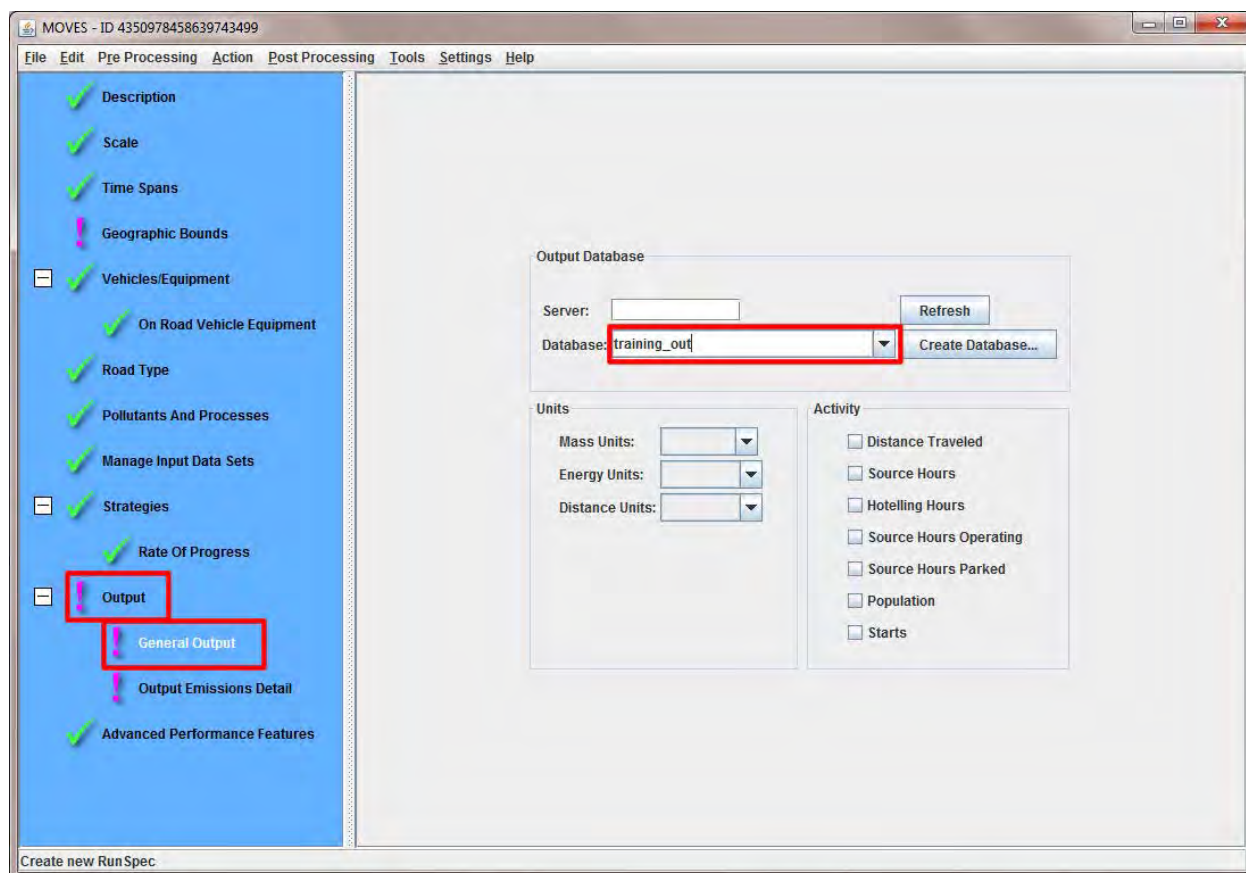 MOVES - ID 4350978458639743499
File Edit Pre Processing Action Post Processing Tools Settings Help
Description
Scale
Time Spans
Geographic Bounds
Vehicles/Equipment
On Road Vehicle Equipment
Road Type
Pollutants And Processes
Manage Input Data Sets
Strategies
Rate Of Progress
Output
General Output
Output Emissions Detail
Advanced Performance Features
Output Database
Server: Refresh
Database: training_out Create Database...
Units
Mass Units:
Energy Units:
Distance Units:
Activity
Distance Traveled
Source Hours
Hotelling Hours
Source Hours Operating
Source Hours Parked
Population
Starts
Create new RunSpec